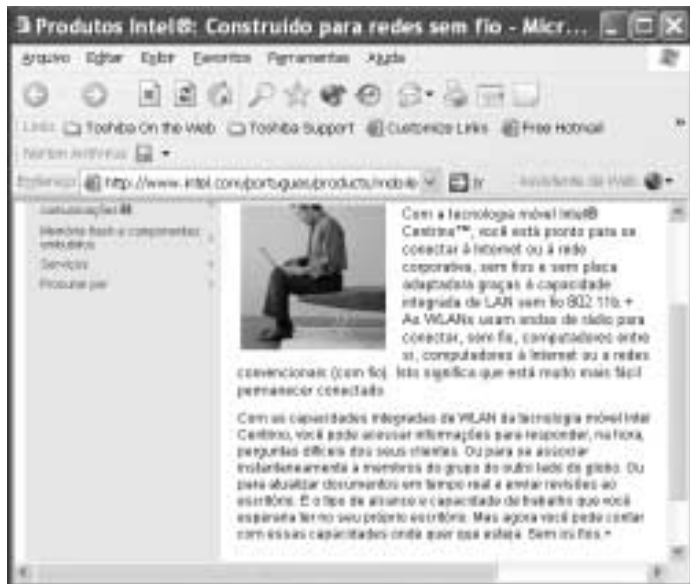 Produtos Intel®: Construído para redes sem fio - Micr...
Arquivo Editar Exibir Favoritos Ferramentas Ajuda
Links Toshiba On the Web Toshiba Support Customize Links Free Hotmail
Norton AntiVirus
Endereço http://www.intel.com/portugues/products/mobile Ir Assistente da Web
comunicações
Memória flash e componentes
embutidos
Serviços
Procurar por
Com a tecnologia móvel Intel®
Centrino™, você está pronto para se
conectar à Internet ou à rede
corporativa, sem fios e sem placa
adaptadora graças à capacidade
integrada de LAN sem fio 802.11b.+
As WLANs usam ondas de rádio para
conectar, sem fio, computadores entre
si, computadores à Internet ou a redes
convencionais (com fio). Isto significa que está muito mais fácil
permanecer conectado.
Com as capacidades integradas de WLAN da tecnologia móvel Intel
Centrino, você pode acessar informações para responder, na hora,
perguntas difíceis dos seus clientes. Ou para se associar
instantaneamente a membros do grupo do outro lado do globo. Ou
para atualizar documentos em tempo real e enviar revisões ao
escritório. É o tipo de alcance e capacidade de trabalho que você
esperaria ter no seu próprio escritório. Mas agora você pode contar
com essas capacidades onde quer que esteja. Sem os fios.+